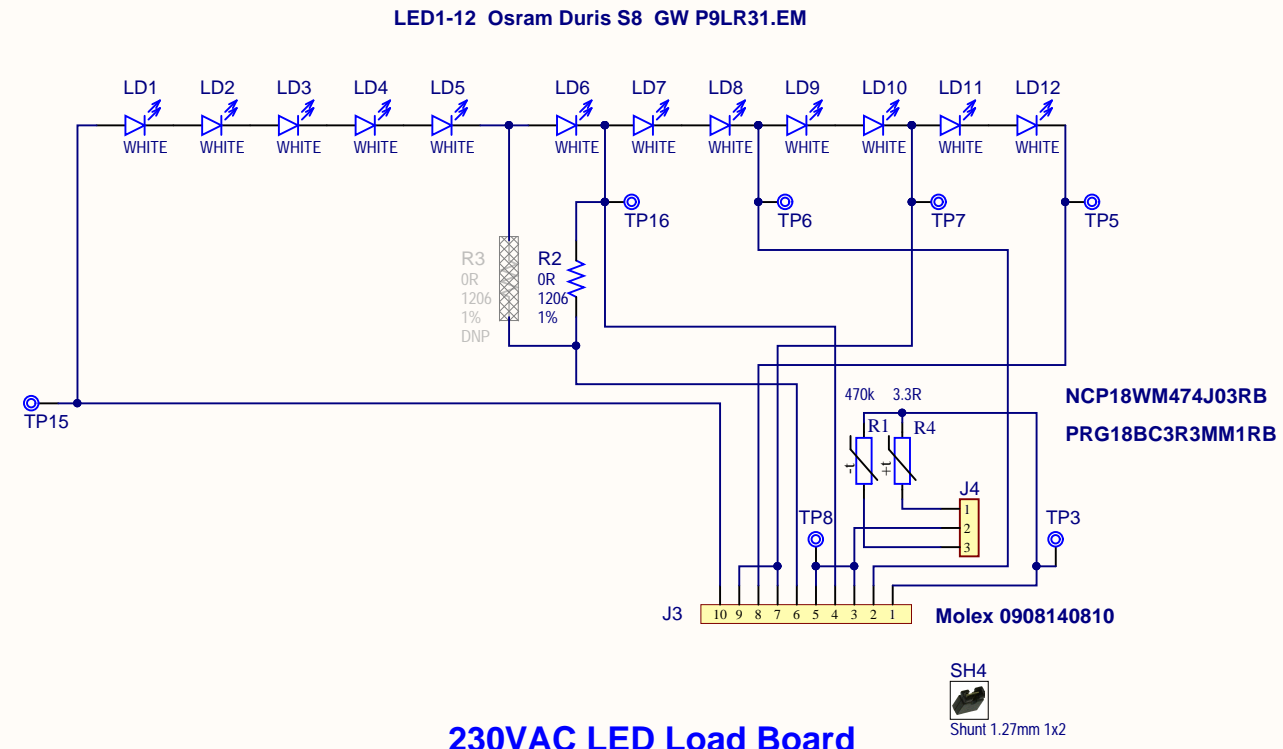 LED1-12 Osram Duris S8 GW P9LR31.EM
LD1 LD2 LD3 LD4 LD5 LD6 LD7 LD8 LD9 LD10 LD11 LD12
WHITE WHITE WHITE WHITE WHITE WHITE WHITE WHITE WHITE WHITE WHITE WHITE
TP16 TP6 TP7 TP5
R3
0R
1206
1%
DNP
R2
0R
1206
1%
TP15
470k 3.3R
NCP18WM474J03RB
R1 R4
PRG18BC3R3MM1RB
-t +t
J4
1
2
3
TP8
TP3
J3
10 9 8 7 6 5 4 3 2 1
Molex 0908140810
SH4
Shunt 1.27mm 1x2
230VAC LED Load Board